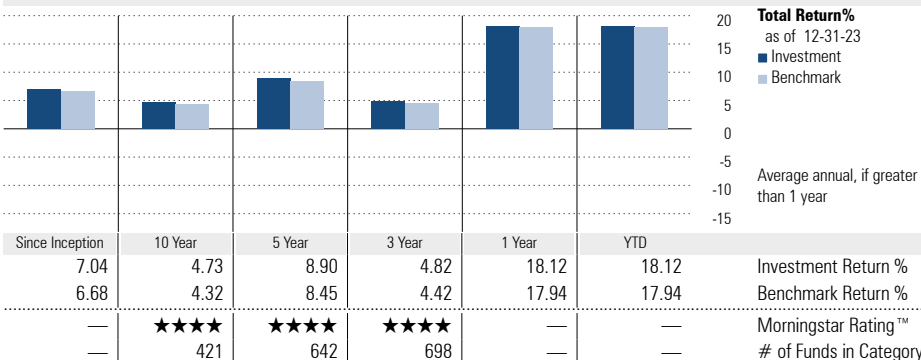 Total Return%
as of 12-31-23
Investment
Benchmark
20
15
10
5
0
-5
-10
-15
Average annual, if greater
than 1 year
Since Inception 10 Year 5 Year 3 Year 1 Year YTD
7.04 4.73 8.90 4.82 18.12 18.12 Investment Return %
6.68 4.32 8.45 4.42 17.94 17.94 Benchmark Return %
— ★★★★ ★★★★ ★★★★ — — Morningstar Rating™
— 421 642 698 — — # of Funds in Category